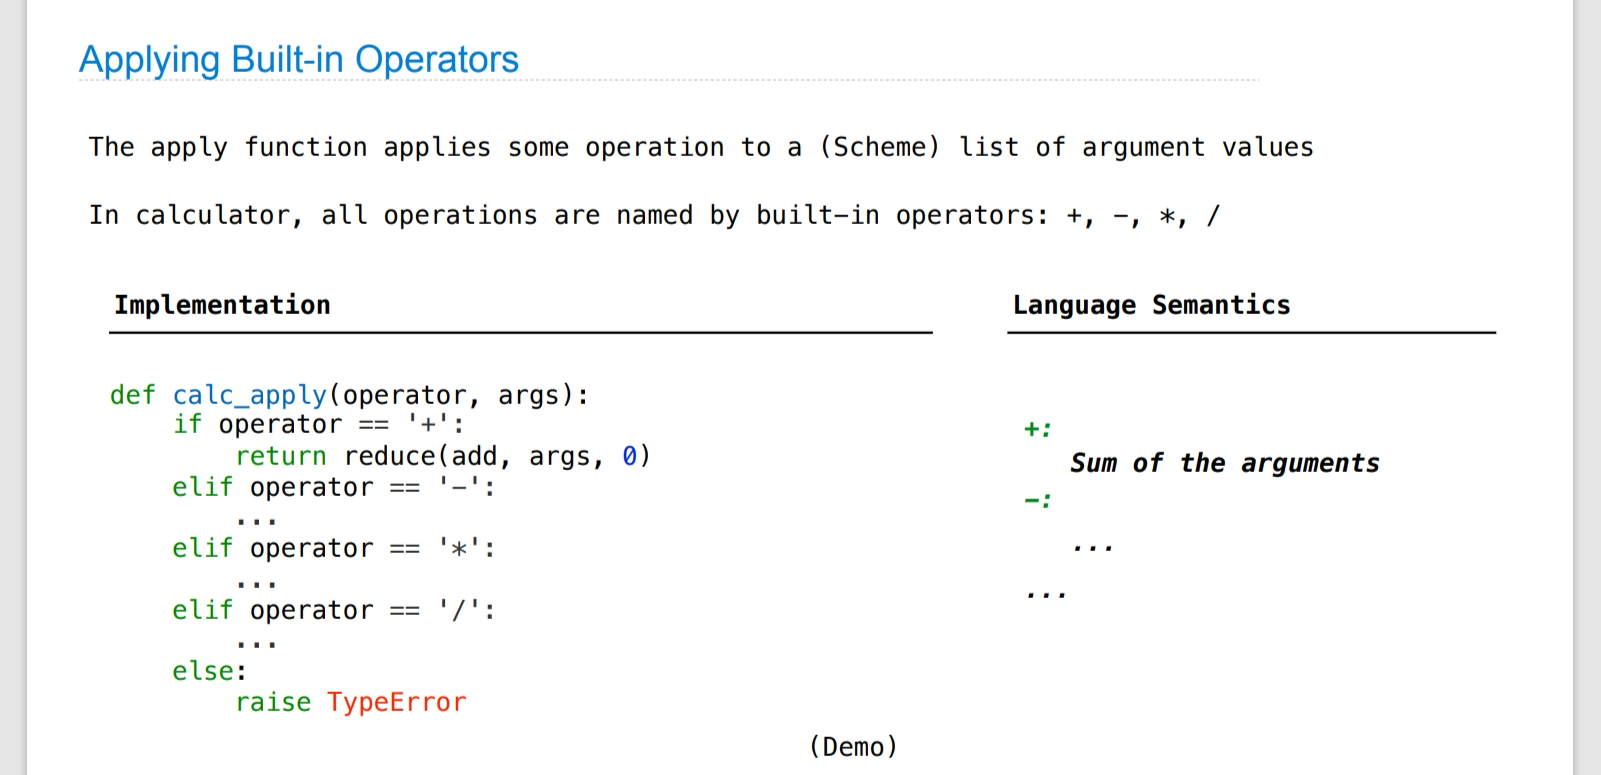 Applying Built-in Operators
The apply function applies some operation to a (Scheme) list of argument values
In calculator, all operations are named by built-in operators: +, -, *, /
Implementation
def calc_apply(operator, args):
    if operator == '+':
        return reduce(add, args, 0)
    elif operator == '-':
        ...
    elif operator == '*':
        ...
    elif operator == '/':
        ...
    else:
        raise TypeError
Language Semantics
+:
    Sum of the arguments
-:
    ...
...
(Demo)